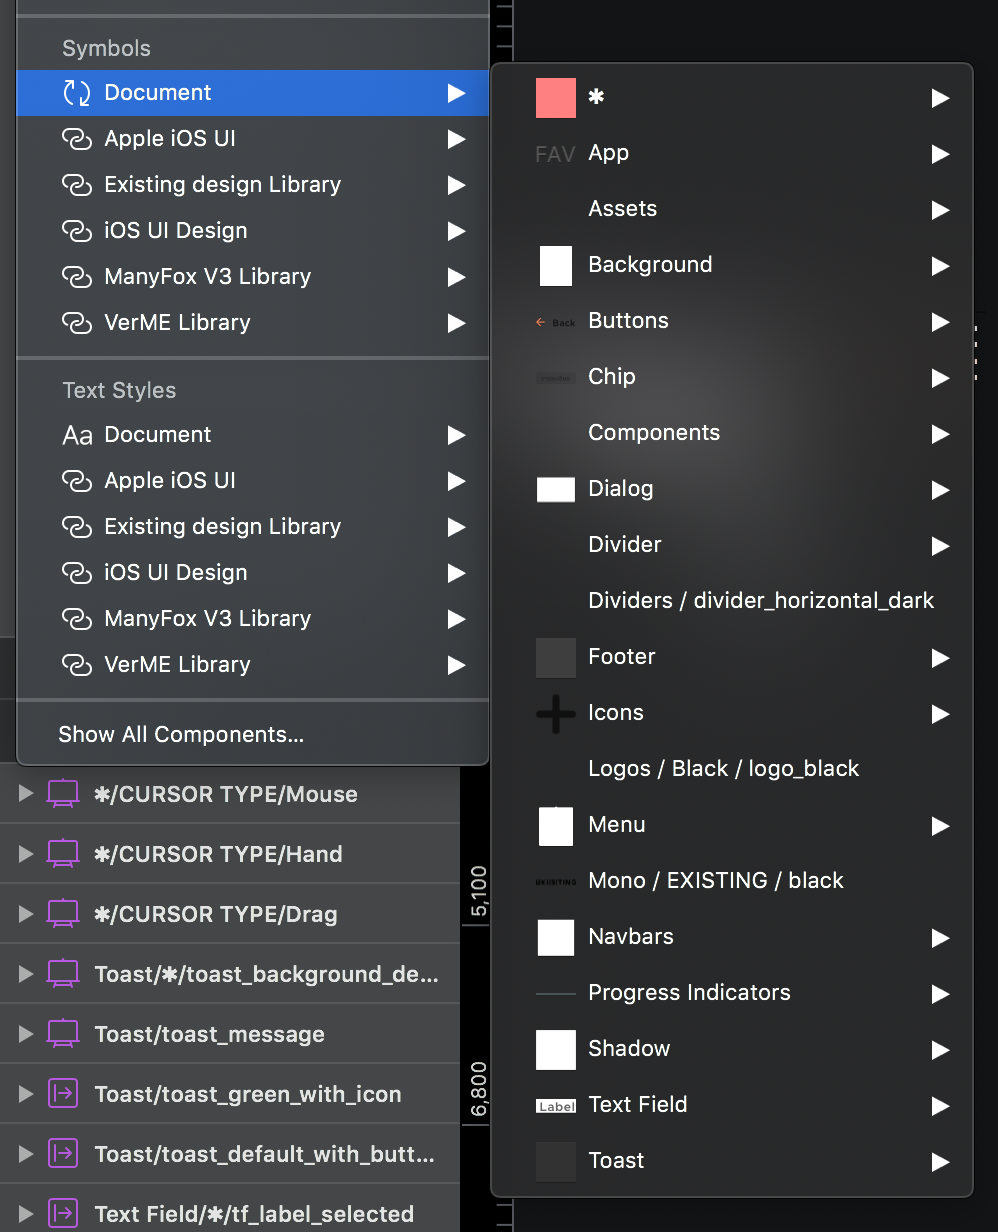 Symbols
Document
Apple iOS UI
Existing design Library
iOS UI Design
ManyFox V3 Library
VerME Library
Text Styles
Aa Document
Apple iOS UI
Existing design Library
iOS UI Design
ManyFox V3 Library
VerME Library
Show All Components...
✱/CURSOR TYPE/Mouse
✱/CURSOR TYPE/Hand
✱/CURSOR TYPE/Drag
Toast/✱/toast_background_de...
Toast/toast_message
Toast/toast_green_with_icon
Toast/toast_default_with_butt...
Text Field/✱/tf_label_selected
5,100
6,800
✱
FAV App
Assets
Background
Back Buttons
Chip
Components
Dialog
Divider
Dividers / divider_horizontal_dark
Footer
Icons
Logos / Black / logo_black
Menu
Mono / EXISTING / black
Navbars
Progress Indicators
Shadow
Label Text Field
Toast